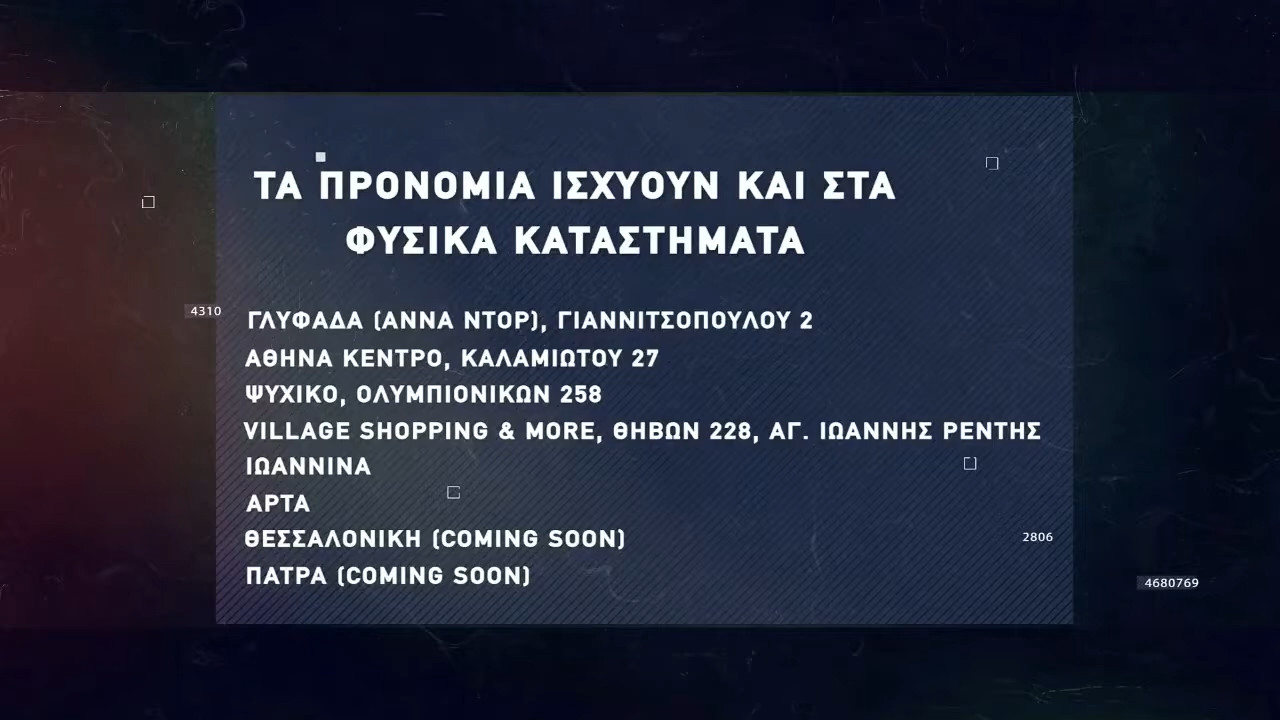 ΤΑ ΠΡΟΝΟΜΙΑ ΙΣΧΥΟΥΝ ΚΑΙ ΣΤΑ
ΦΥΣΙΚΑ ΚΑΤΑΣΤΗΜΑΤΑ
4310
ΓΛΥΦΑΔΑ (ΑΝΝΑ ΝΤΟΡ), ΓΙΑΝΝΙΤΣΟΠΟΥΛΟΥ 2
ΑΘΗΝΑ ΚΕΝΤΡΟ, ΚΑΛΑΜΙΩΤΟΥ 27
ΨΥΧΙΚΟ, ΟΛΥΜΠΙΟΝΙΚΩΝ 258
VILLAGE SHOPPING & MORE, ΘΗΒΩΝ 228, ΑΓ. ΙΩΑΝΝΗΣ ΡΕΝΤΗΣ
ΙΩΑΝΝΙΝΑ
ΑΡΤΑ
ΘΕΣΣΑΛΟΝΙΚΗ (COMING SOON)
2806
ΠΑΤΡΑ (COMING SOON)
4680769